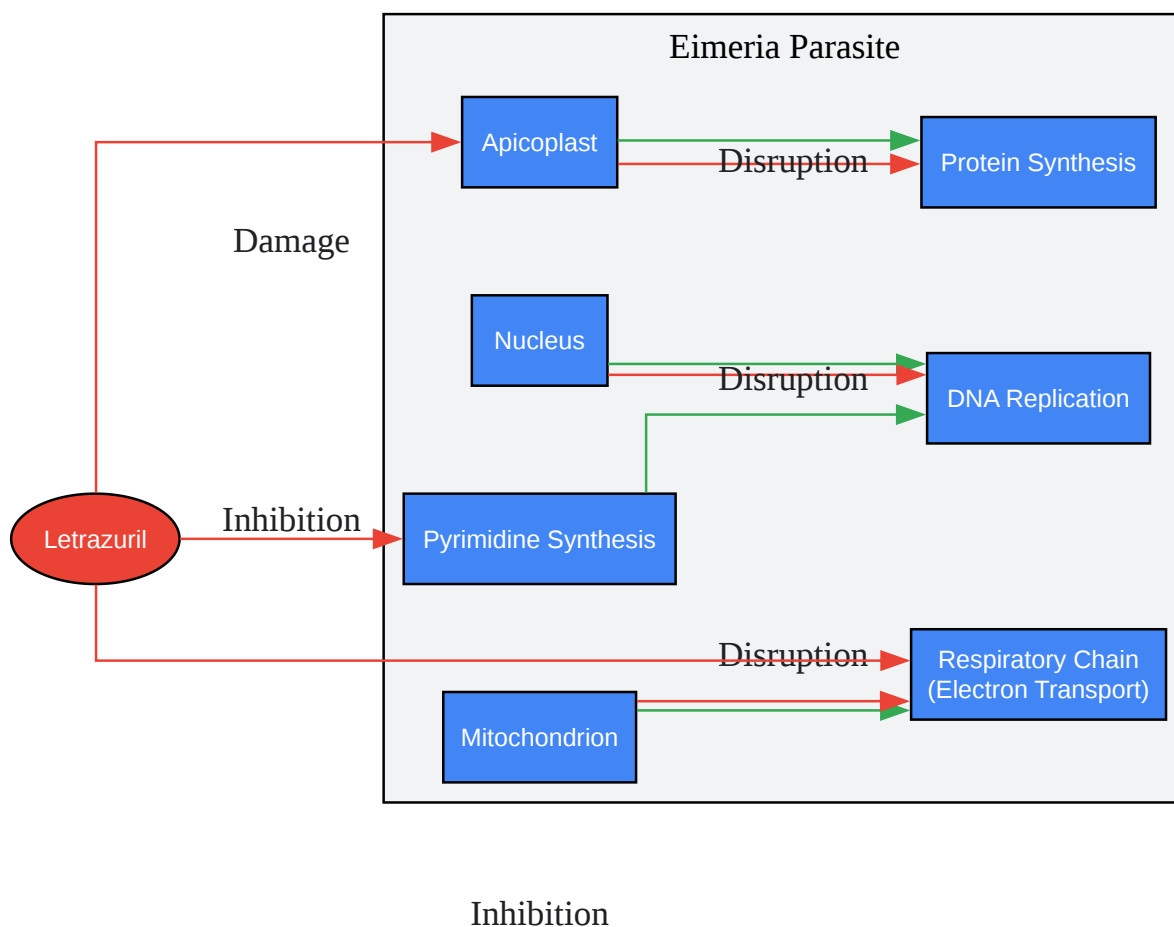 Eimeria Parasite
Apicoplast
Disruption
Protein Synthesis
Damage
Nucleus
Disruption
DNA Replication
Letrazuril
Inhibition
Pyrimidine Synthesis
Disruption
Respiratory Chain
(Electron Transport)
Mitochondrion
Inhibition